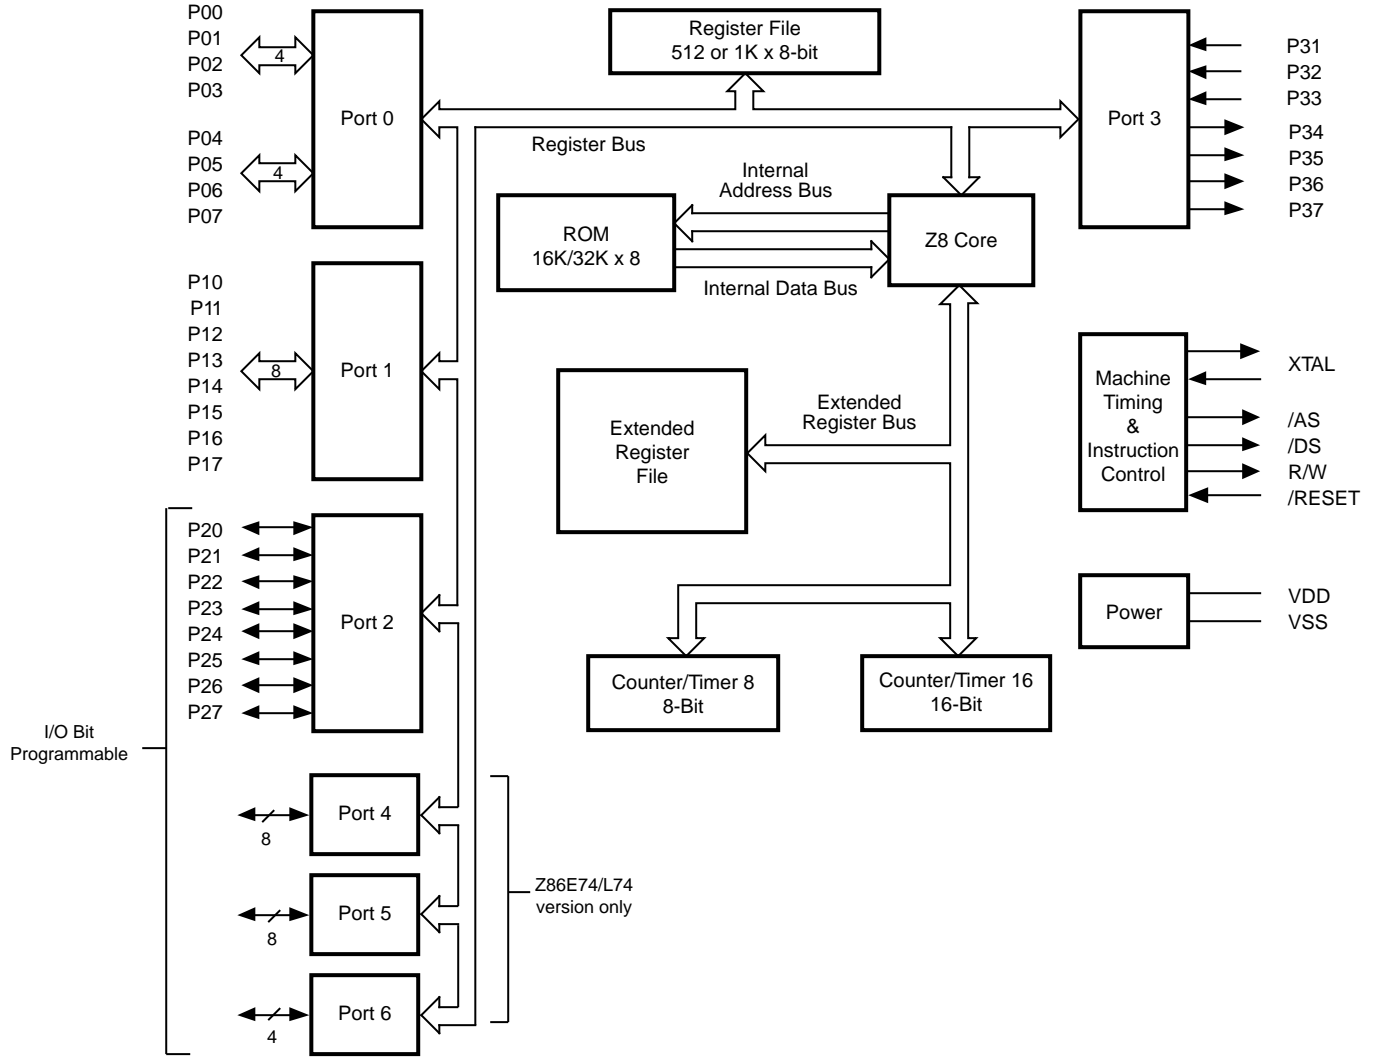 P00
P01
P02
P03
4
P04
P05
P06
P07
4
Port 0
Register File
512 or 1K x 8-bit
Port 3
P31
P32
P33
P34
P35
P36
P37
Register Bus
Internal
Address Bus
ROM
16K/32K x 8
Z8 Core
Internal Data Bus
P10
P11
P12
P13
P14
P15
P16
P17
8
Port 1
Extended
Register
File
Extended
Register Bus
Machine
Timing
&
Instruction
Control
XTAL
/AS
/DS
R/W
/RESET
P20
P21
P22
P23
P24
P25
P26
P27
Port 2
Power
VDD
VSS
Counter/Timer 8
8-Bit
Counter/Timer 16
16-Bit
I/O Bit
Programmable
8
Port 4
8
Port 5
4
Port 6
Z86E74/L74
version only